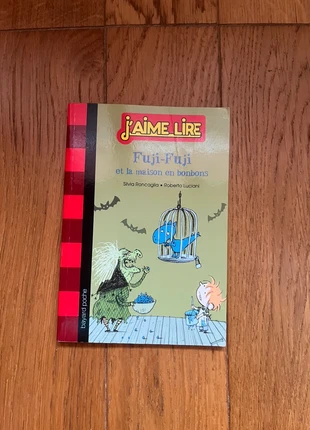 j'AIME LIRE
Fuji-Fuji
et la maison en bonbons
Silvia Roncaglia • Roberto Luciani
bayard poche